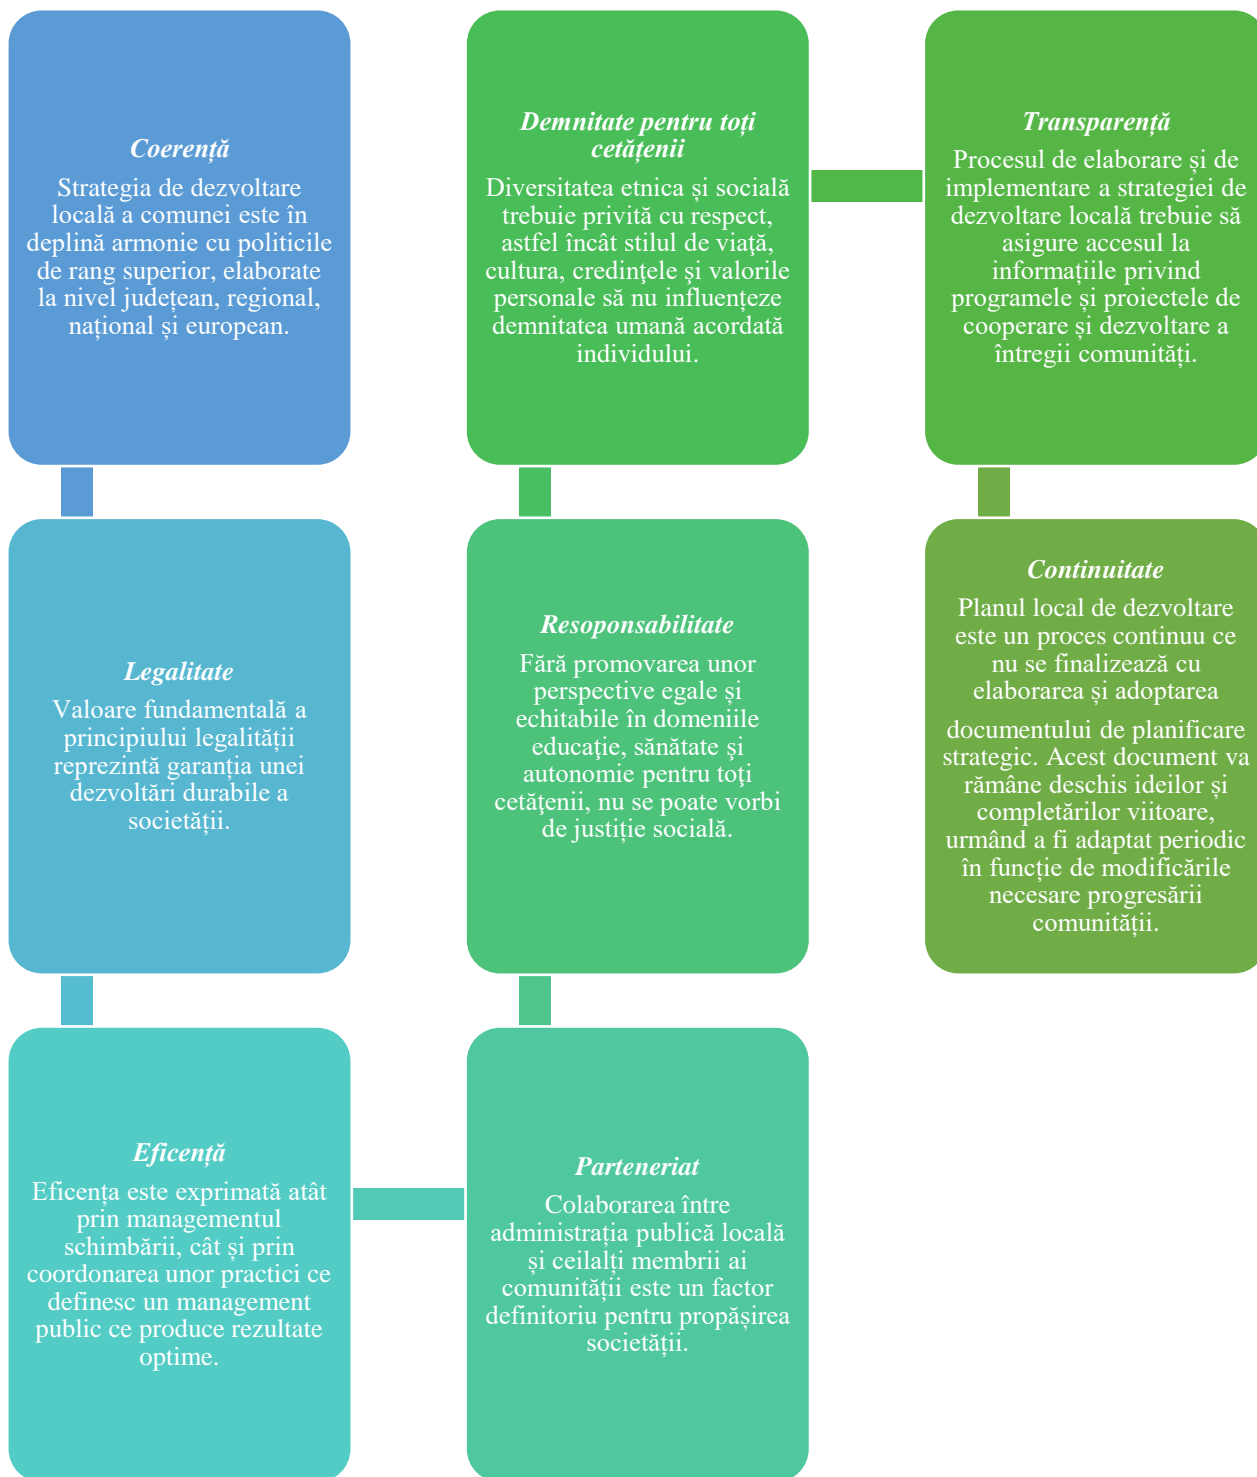 Coerență
Strategia de dezvoltare
locală a comunei este în
deplină armonie cu politicile
de rang superior, elaborate
la nivel județean, regional,
național și european.
Legalitate
Valoare fundamentală a
principiului legalității
reprezintă garanția unei
dezvoltări durabile a
societății.
Eficență
Eficența este exprimată atât
prin managementul
schimbării, cât și prin
coordonarea unor practici ce
definesc un management
public ce produce rezultate
optime.
Parteneriat
Colaborarea între
administrația publică locală
și ceilalți membrii ai
comunității este un factor
definitoriu pentru propășirea
societății.
Resoponsabilitate
Fără promovarea unor
perspective egale și
echitabile în domeniile
educaţie, sănătate şi
autonomie pentru toţi
cetăţenii, nu se poate vorbi
de justiție socială.
Demnitate pentru toți
cetățenii
Diversitatea etnica și socială
trebuie privită cu respect,
astfel încât stilul de viaţă,
cultura, credinţele şi valorile
personale să nu influențeze
demnitatea umană acordată
individului.
Transparență
Procesul de elaborare și de
implementare a strategiei de
dezvoltare locală trebuie să
asigure accesul la
informațiile privind
programele și proiectele de
cooperare și dezvoltare a
întregii comunități.
Continuitate
Planul local de dezvoltare
este un proces continuu ce
nu se finalizează cu
elaborarea și adoptarea
documentului de planificare
strategic. Acest document va
rămâne deschis ideilor și
completărilor viitoare,
urmând a fi adaptat periodic
în funcție de modificările
necesare progresării
comunității.